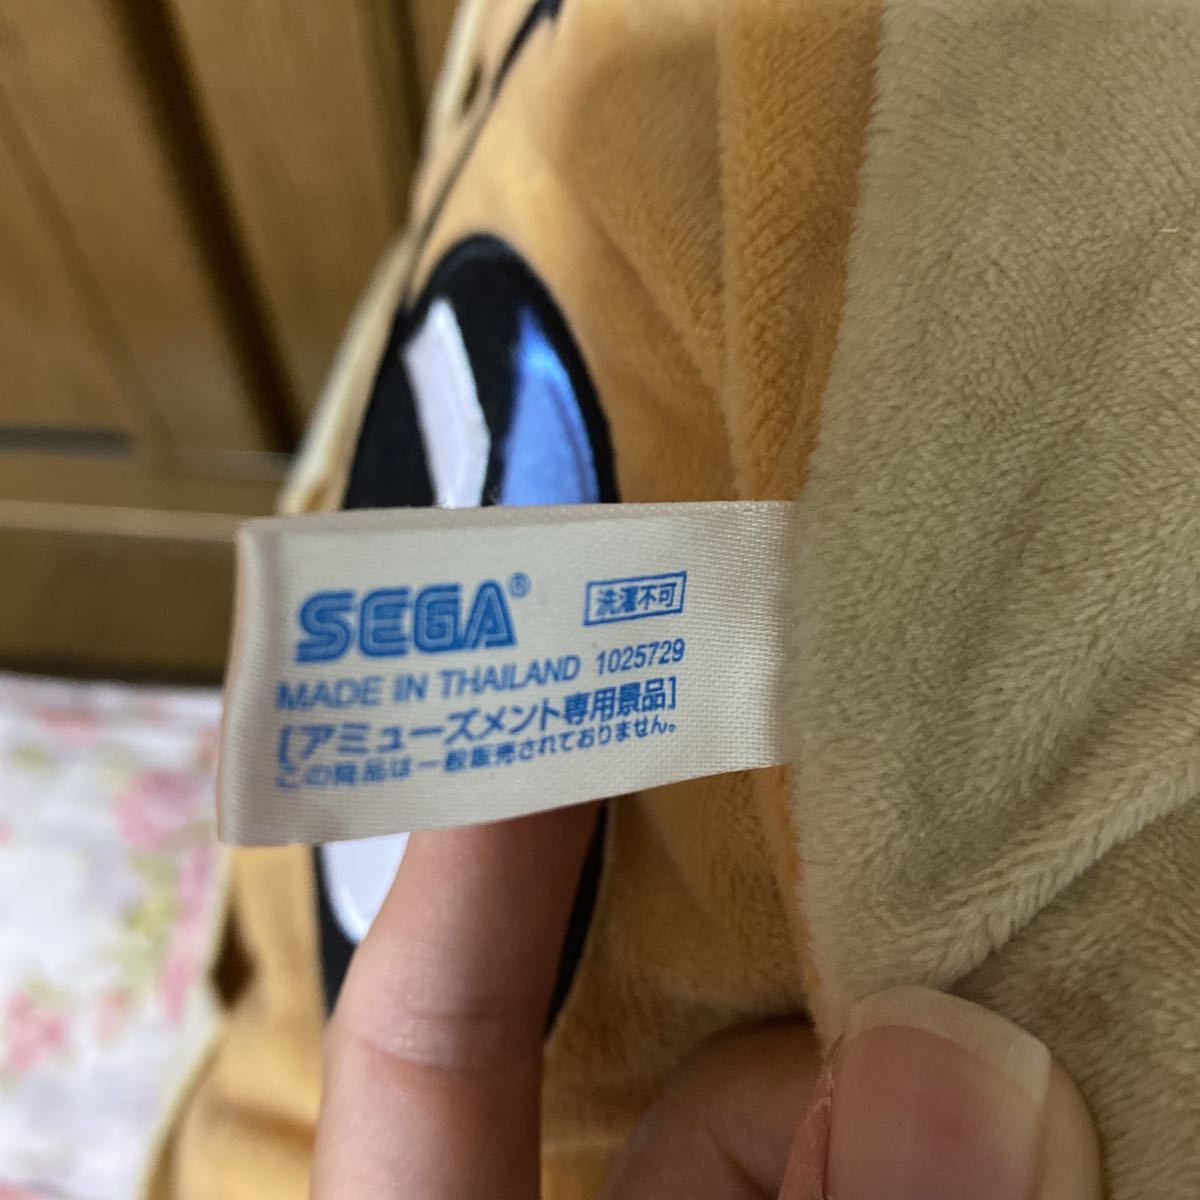 SEGA®
洗濯不可
MADE IN THAILAND 1025729
[アミューズメント専用景品]
この商品は一般販売されておりません。